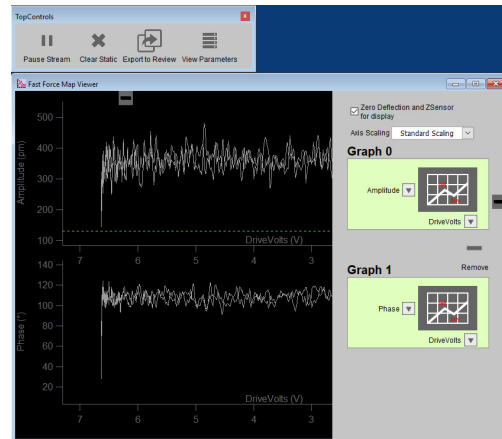 TopControls
Pause Stream Clear Static Export to Review View Parameters
Fast Force Map Viewer
Zero Deflection and ZSensor
for display
Axis Scaling Standard Scaling
Graph 0
Amplitude
DriveVolts
Remove
Graph 1
Phase
DriveVolts
Amplitude (pm)
500
400
300
200
100
DriveVolts (V)
7 6 5 4 3
Phase (°)
140
120
100
80
60
40
20
DriveVolts (V)
7 6 5 4 3